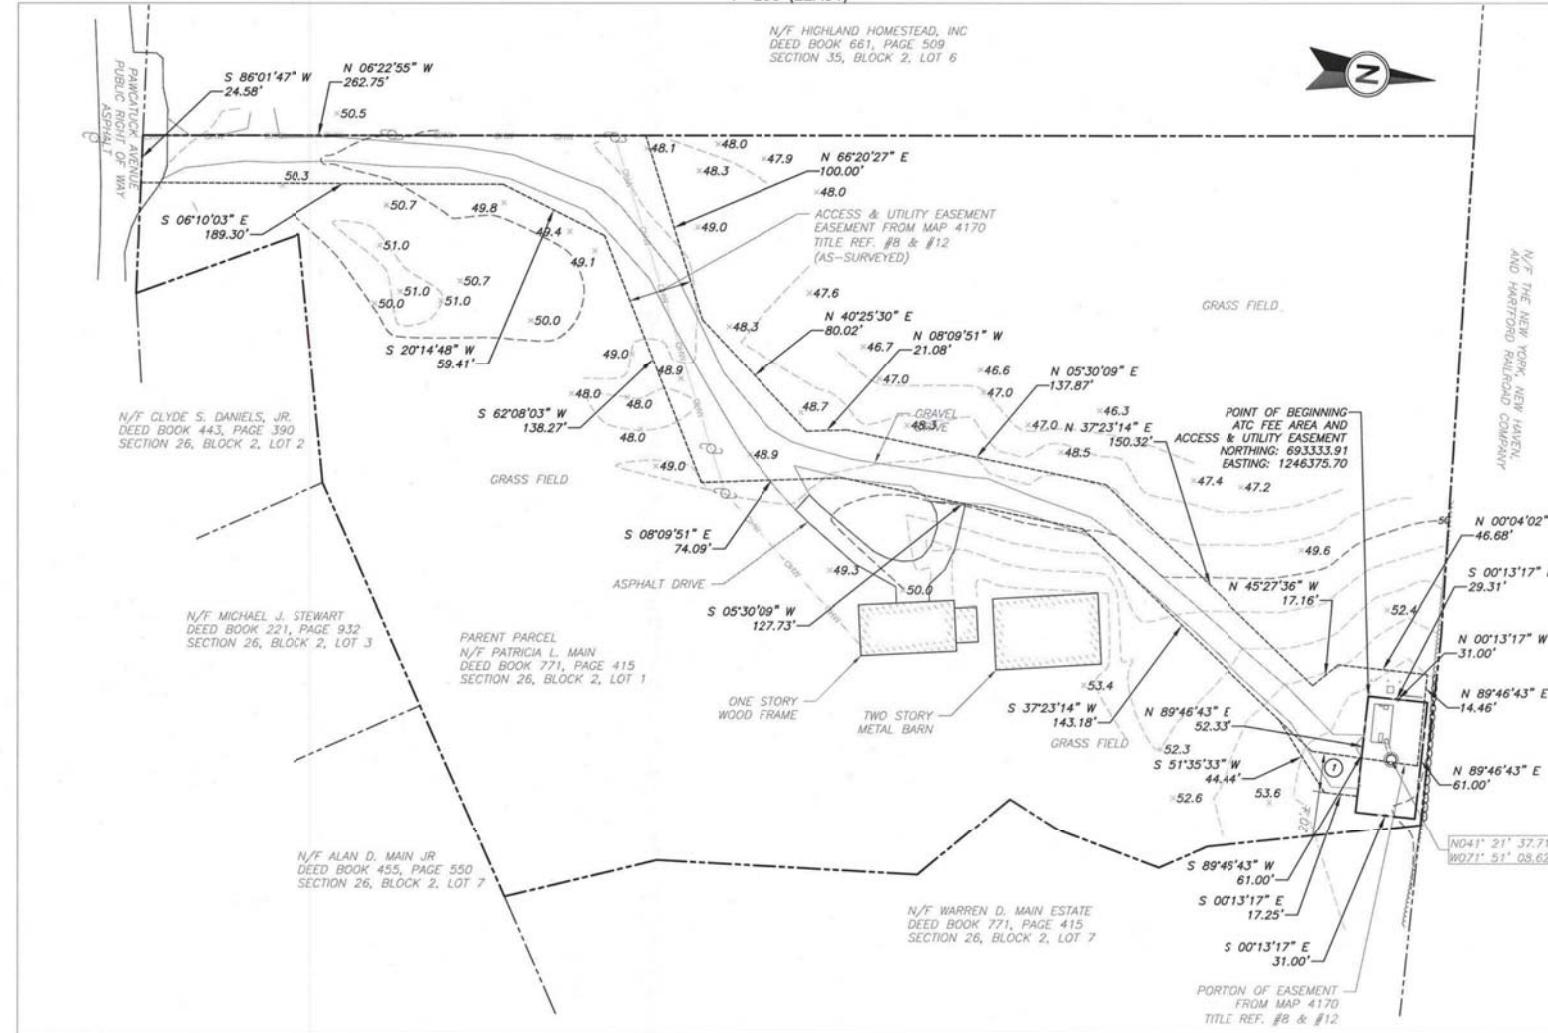 N/F HIGHLAND HOMESTEAD, INC
DEED BOOK 661, PAGE 509
SECTION 35, BLOCK 2, LOT 6
N
PAWCATUCK AVENUE
PUBLIC RIGHT OF WAY
ASPHALT
S 86°01'47" W
24.58'
N 06°22'55" W
262.75'
50.5
48.1
48.0
47.9
48.3
48.0
N 66°20'27" E
100.00'
50.3
S 06°10'03" E
189.30'
50.7
49.8
49.4
49.1
51.0
50.7
51.0
50.0
51.0
50.0
49.0
ACCESS & UTILITY EASEMENT
EASEMENT FROM MAP 4170
TITLE REF. #8 & #12
(AS-SURVEYED)
47.6
GRASS FIELD
N/F THE NEW YORK, NEW HAVEN,
AND HARTFORD RAILROAD COMPANY
S 20°14'48" W
59.41'
N 40°25'30" E
80.02'
48.3
N 08°09'51" W
21.08'
46.7
47.0
46.6
47.0
N 05°30'09" E
137.87'
49.0
48.9
48.0
48.0
48.0
S 62°08'03" W
138.27'
48.7
GRAVEL
DRIVE
48.3
47.0
46.3
N 37°23'14" E
150.32'
48.5
47.4
47.2
POINT OF BEGINNING
ATC FEE AREA AND
ACCESS & UTILITY EASEMENT
NORTHING: 693333.91
EASTING: 1246375.70
N/F CLYDE S. DANIELS, JR.
DEED BOOK 443, PAGE 390
SECTION 26, BLOCK 2, LOT 2
GRASS FIELD
49.0
48.9
OHW
S 08°09'51" E
74.09'
ASPHALT DRIVE
49.3
50.0
50
N 00°04'02"
46.68'
S 00°13'17"
29.31'
49.6
N 45°27'36" W
17.16'
52.4
N 00°13'17" W
31.00'
N 89°46'43" E
14.46'
S 05°30'09" W
127.73'
N/F MICHAEL J. STEWART
DEED BOOK 221, PAGE 932
SECTION 26, BLOCK 2, LOT 3
PARENT PARCEL
N/F PATRICIA L. MAIN
DEED BOOK 771, PAGE 415
SECTION 26, BLOCK 2, LOT 1
ONE STORY
WOOD FRAME
TWO STORY
METAL BARN
53.4
S 37°23'14" W
143.18'
GRASS FIELD
N 89°46'43" E
52.33'
52.3
S 51°35'33" W
44.44'
1
N 89°46'43" E
61.00'
52.6
53.6
20'
N041° 21' 37.71
W071° 51' 08.62
S 89°46'43" W
61.00'
S 00°13'17" E
17.25'
N/F ALAN D. MAIN JR
DEED BOOK 455, PAGE 550
SECTION 26, BLOCK 2, LOT 7
N/F WARREN D. MAIN ESTATE
DEED BOOK 771, PAGE 415
SECTION 26, BLOCK 2, LOT 7
S 00°13'17" E
31.00'
PORTON OF EASEMENT
FROM MAP 4170
TITLE REF. #8 & #12